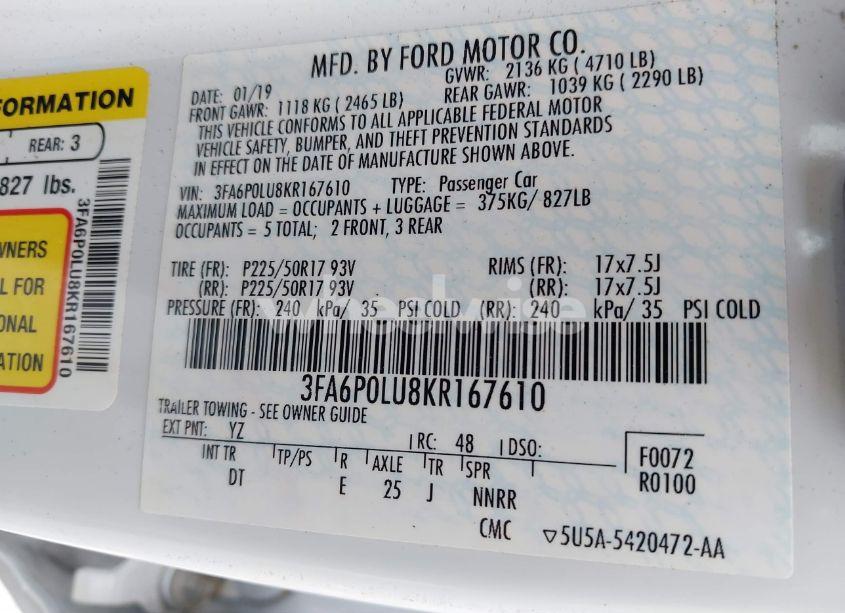 MFD. BY FORD MOTOR CO.
DATE: 01/19 GVWR: 2136 KG ( 4710 LB)
FRONT GAWR: 1118 KG ( 2465 LB) REAR GAWR: 1039 KG ( 2290 LB)
THIS VEHICLE CONFORMS TO ALL APPLICABLE FEDERAL MOTOR
VEHICLE SAFETY, BUMPER, AND THEFT PREVENTION STANDARDS
IN EFFECT ON THE DATE OF MANUFACTURE SHOWN ABOVE.
VIN: 3FA6P0LU8KR167610 TYPE: Passenger Car
MAXIMUM LOAD = OCCUPANTS + LUGGAGE = 375KG/ 827LB
OCCUPANTS = 5 TOTAL; 2 FRONT, 3 REAR
TIRE (FR): P225/50R17 93V RIMS (FR): 17x7.5J
(RR): P225/50R17 93V (RR): 17x7.5J
PRESSURE (FR): 240 kPa/ 35 PSI COLD (RR): 240 kPa/ 35 PSI COLD
3FA6P0LU8KR167610
TRAILER TOWING - SEE OWNER GUIDE
EXT PNT: YZ RC: 48 DSO:
INT TR TP/PS R AXLE TR SPR
DT E 25 J NNRR
F0072
R0100
CMC ▽5U5A-5420472-AA
FORMATION
REAR: 3
827 lbs.
WNERS
L FOR
ONAL
ATION
3FA6P0LU8KR167610
wheelwise